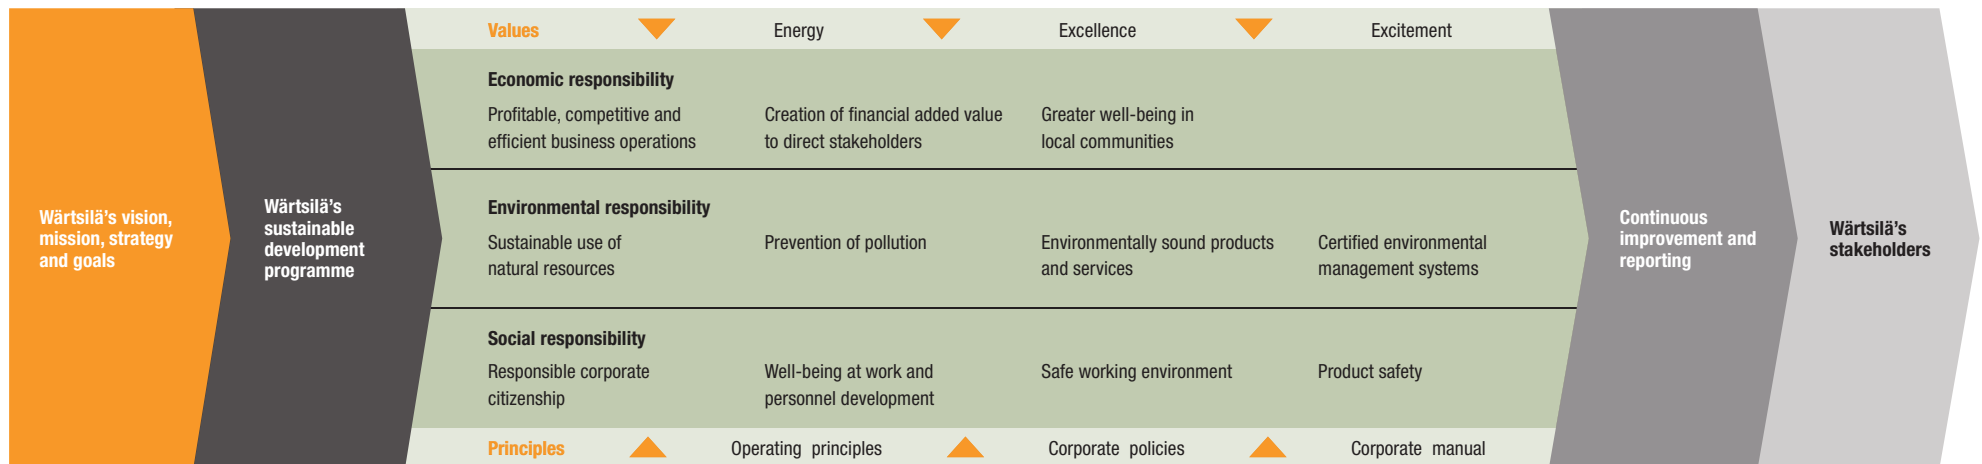 Wärtsilä’s vision,
mission, strategy
and goals
Wärtsilä’s
sustainable
development
programme
Values
Energy
Excellence
Excitement
Economic responsibility
Profitable, competitive and
efficient business operations
Creation of financial added value
to direct stakeholders
Greater well-being in
local communities
Environmental responsibility
Sustainable use of
natural resources
Prevention of pollution
Environmentally sound products
and services
Certified environmental
management systems
Social responsibility
Responsible corporate
citizenship
Well-being at work and
personnel development
Safe working environment
Product safety
Principles
Operating principles
Corporate policies
Corporate manual
Continuous
improvement and
reporting
Wärtsilä’s
stakeholders